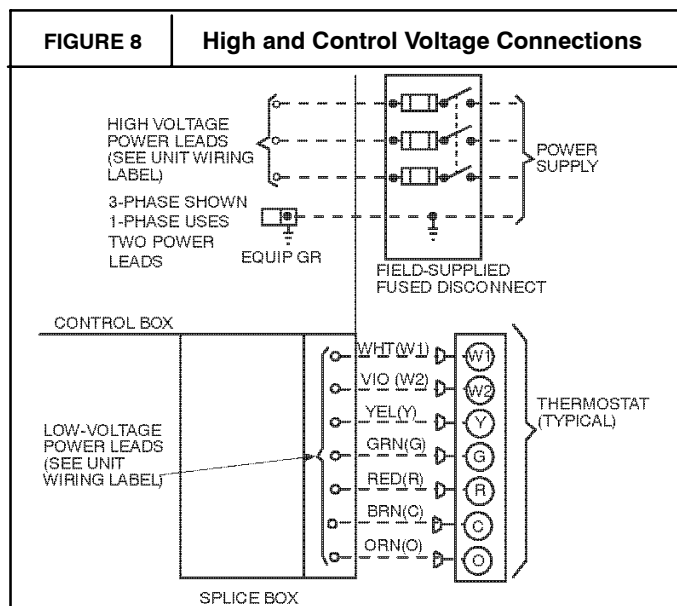 FIGURE 8
High and Control Voltage Connections
HIGH VOLTAGE
POWER LEADS
(SEE UNIT WIRING
LABEL)
POWER
SUPPLY
3-PHASE SHOWN
1-PHASE USES
TWO POWER
LEADS
EQUIP GR
FIELD-SUPPLIED
FUSED DISCONNECT
CONTROL BOX
LOW-VOLTAGE
POWER LEADS
(SEE UNIT
WIRING LABEL)
WHT(W1)
W1
VIO (W2)
W2
YEL(Y)
Y
GRN(G)
G
RED(R)
R
BRN(C)
C
ORN(O)
O
THERMOSTAT
(TYPICAL)
SPLICE BOX